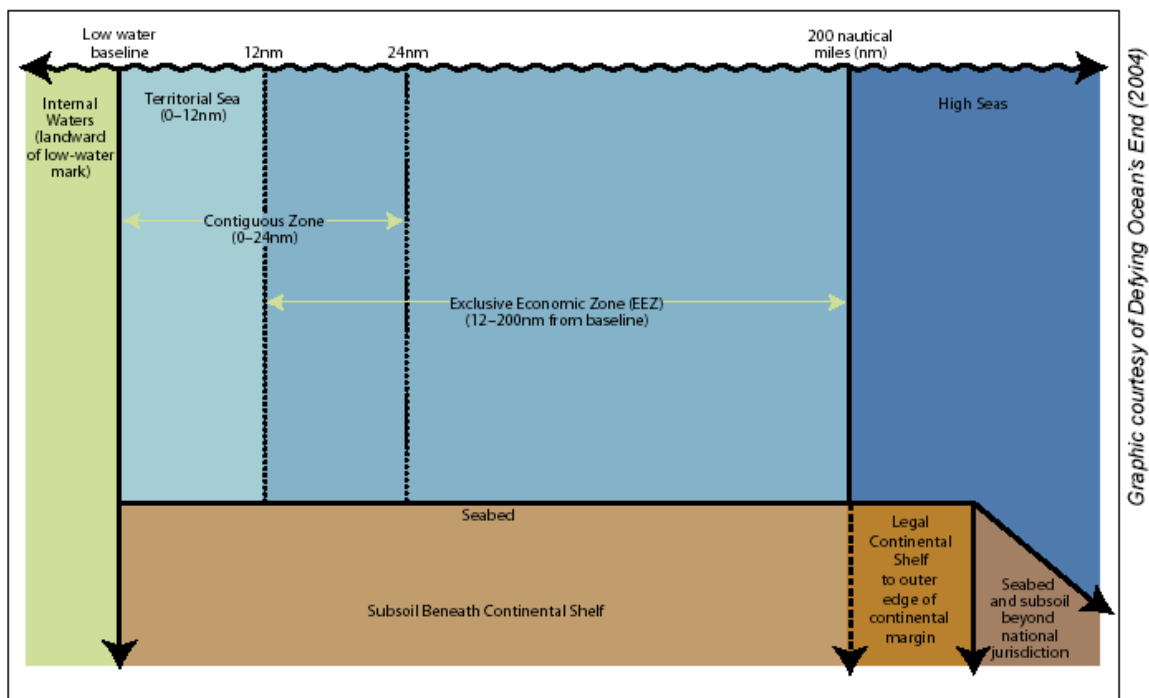 Low water
baseline
12nm
24nm
200 nautical
miles (nm)
Internal
Waters
(landward
of low-water
mark)
Territorial Sea
(0–12nm)
High Seas
Contiguous Zone
(0–24nm)
Exclusive Economic Zone (EEZ)
(12–200nm from baseline)
Seabed
Subsoil Beneath Continental Shelf
Legal
Continental
Shelf
to outer
edge of
continental
margin
Seabed
and subsoil
beyond
national
jurisdiction
Graphic courtesy of Defying Ocean's End (2004)